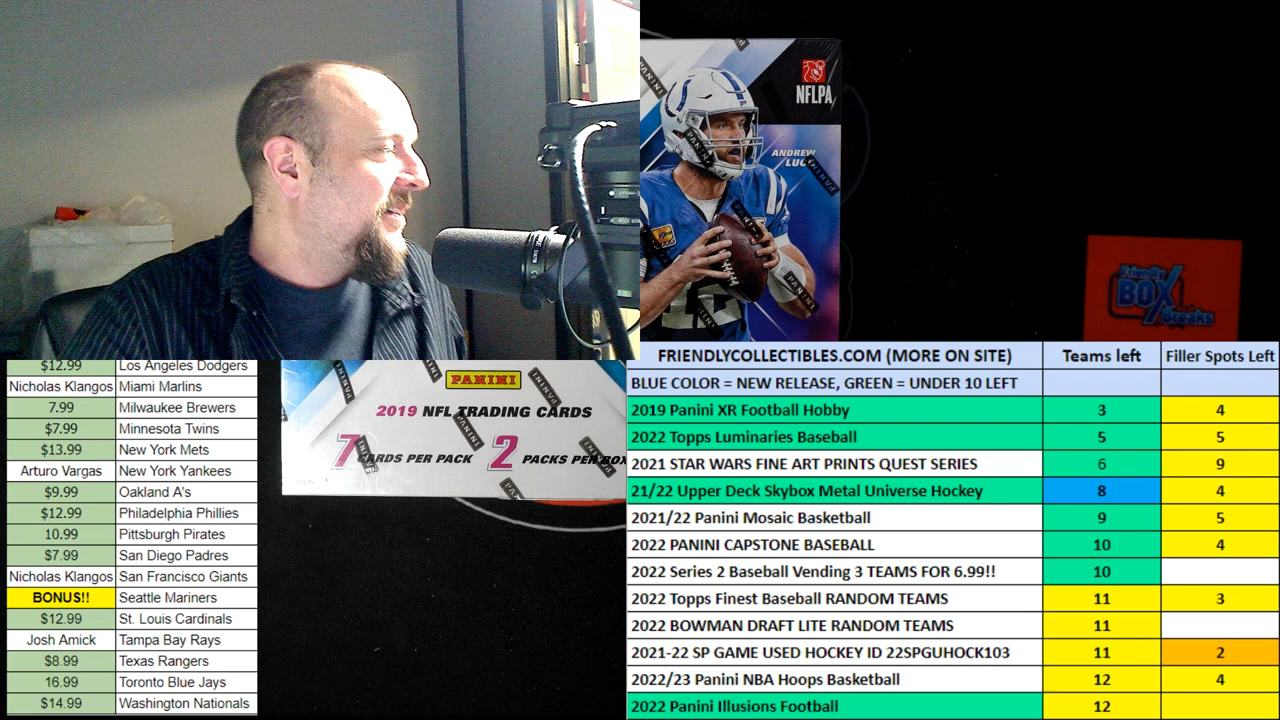 NFLPA
ANDREW
LUCK
Friendly
BOX
Breaks
PANINI
2019 NFL TRADING CARDS
7 CARDS PER PACK 2 PACKS PER BOX
$12.99 Los Angeles Dodgers
Nicholas Klangos Miami Marlins
7.99 Milwaukee Brewers
$7.99 Minnesota Twins
$13.99 New York Mets
Arturo Vargas New York Yankees
$9.99 Oakland A's
$12.99 Philadelphia Phillies
10.99 Pittsburgh Pirates
$7.99 San Diego Padres
Nicholas Klangos San Francisco Giants
BONUS!! Seattle Mariners
$12.99 St. Louis Cardinals
Josh Amick Tampa Bay Rays
$8.99 Texas Rangers
16.99 Toronto Blue Jays
$14.99 Washington Nationals
FRIENDLYCOLLECTIBLES.COM (MORE ON SITE) Teams left Filler Spots Left
BLUE COLOR = NEW RELEASE, GREEN = UNDER 10 LEFT
2019 Panini XR Football Hobby 3 4
2022 Topps Luminaries Baseball 5 5
2021 STAR WARS FINE ART PRINTS QUEST SERIES 6 9
21/22 Upper Deck Skybox Metal Universe Hockey 8 4
2021/22 Panini Mosaic Basketball 9 5
2022 PANINI CAPSTONE BASEBALL 10 4
2022 Series 2 Baseball Vending 3 TEAMS FOR 6.99!! 10
2022 Topps Finest Baseball RANDOM TEAMS 11 3
2022 BOWMAN DRAFT LITE RANDOM TEAMS 11
2021-22 SP GAME USED HOCKEY ID 22SPGUHOCK103 11 2
2022/23 Panini NBA Hoops Basketball 12 4
2022 Panini Illusions Football 12